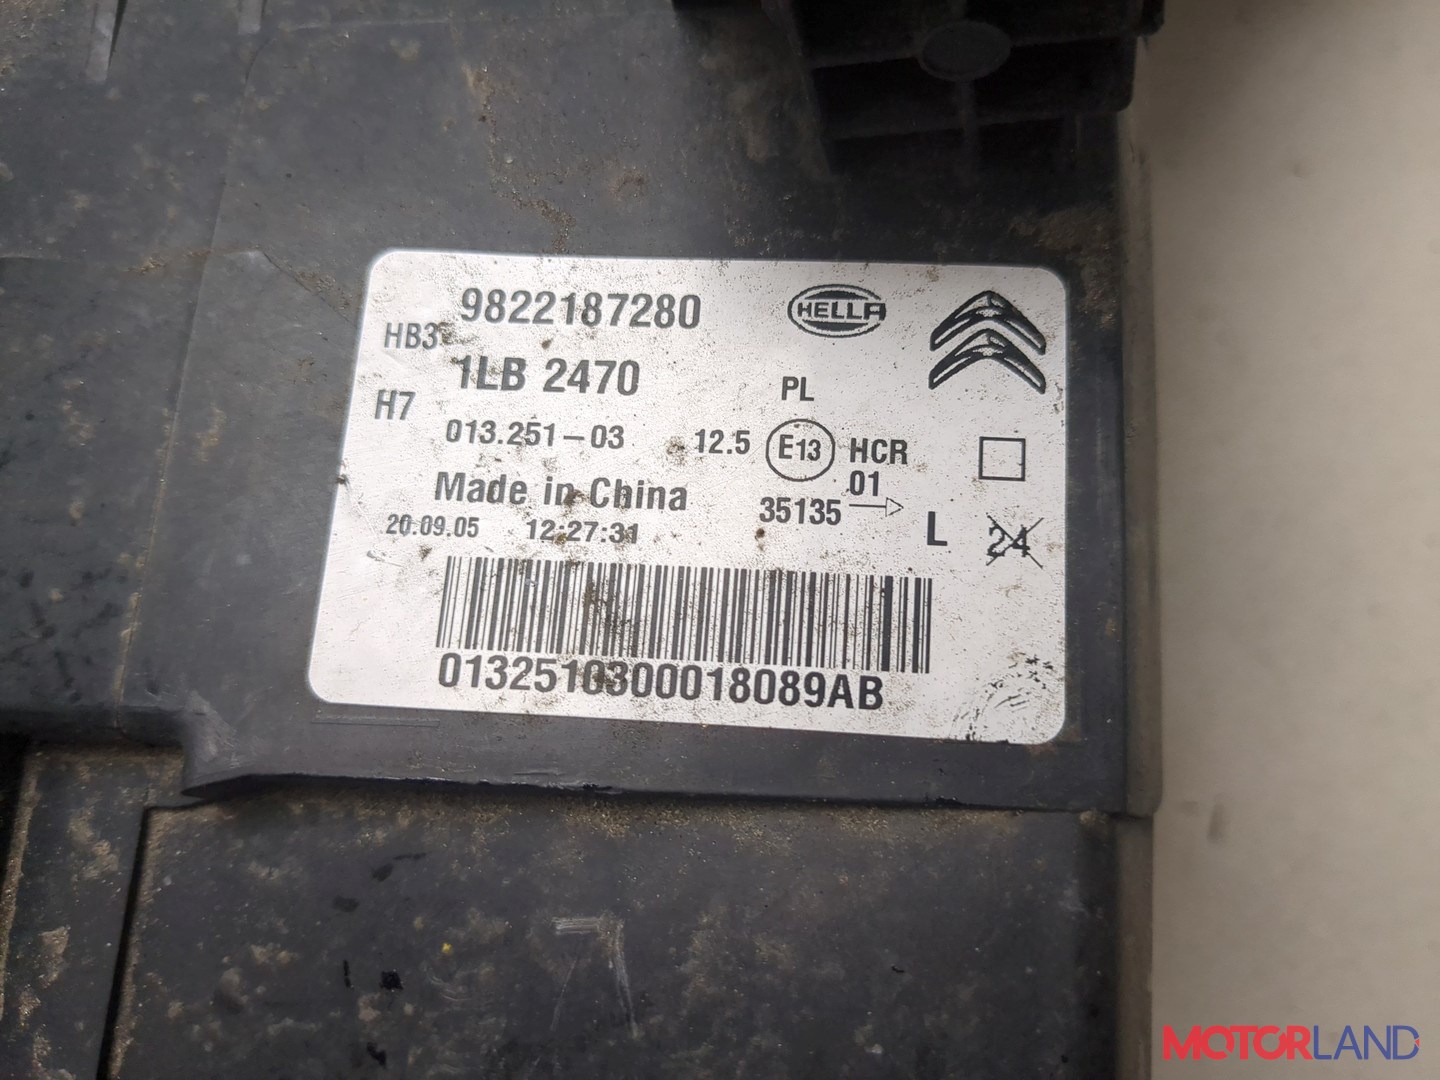 9822187280
HELLA
HB3
1LB 2470
PL
H7
013.251-03
12.5 E13 HCR
01
Made in China
35135
L
24
20.09.05 12:27:31
0132510300018089AB
MOTORLAND